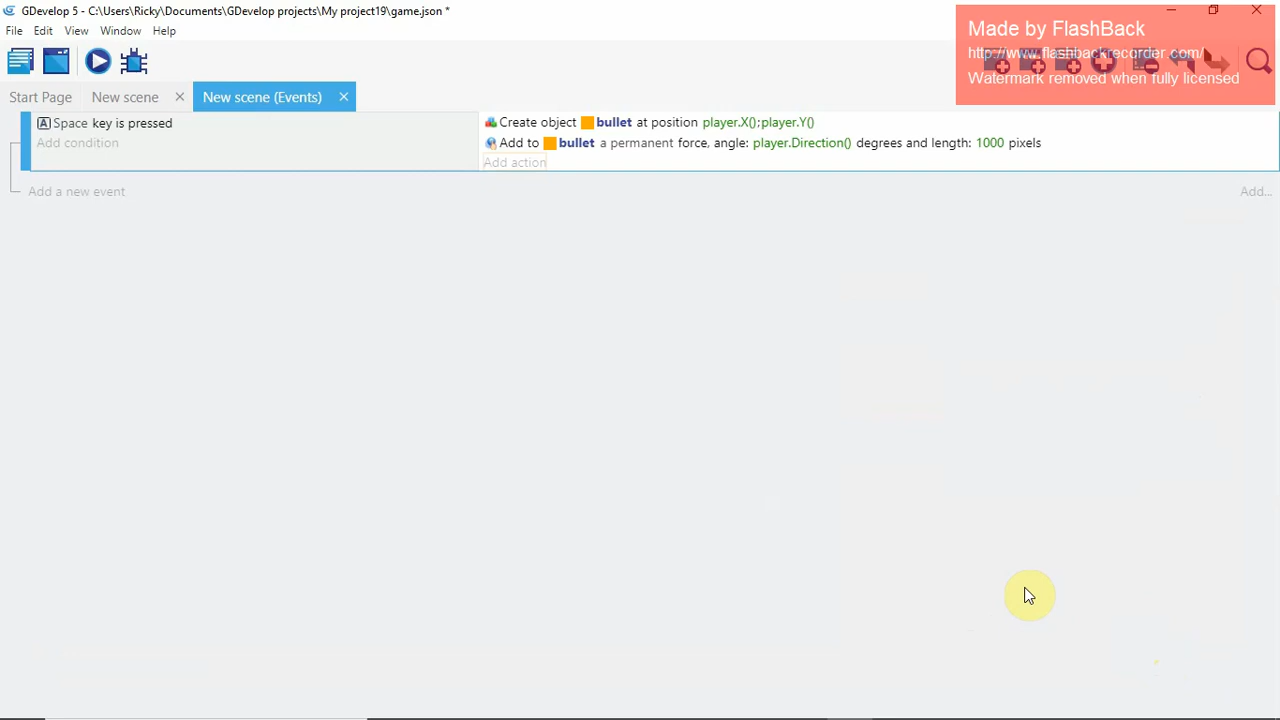 GDevelop 5 - C:\Users\Ricky\Documents\GDevelop projects\My project19\game.json *
File Edit View Window Help
Made by FlashBack
http://www.flashbackrecorder.com/
Watermark removed when fully licensed
Start Page New scene × New scene (Events) ×
Space key is pressed
Add condition
Create object bullet at position player.X();player.Y()
Add to bullet a permanent force, angle: player.Direction() degrees and length: 1000 pixels
Add action
Add a new event Add...